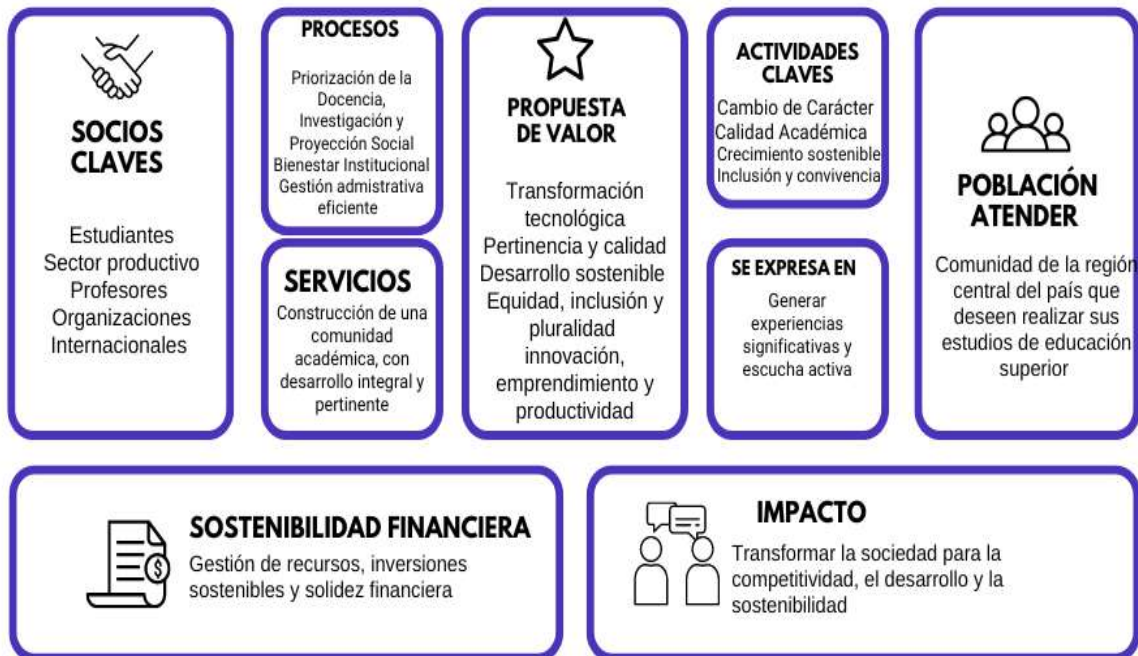 SOCIOS
CLAVES
Estudiantes
Sector productivo
Profesores
Organizaciones
Internacionales
PROCESOS
Priorización de la
Docencia,
Investigación y
Proyección Social
Bienestar Institucional
Gestión admistrativa
eficiente
SERVICIOS
Construcción de una
comunidad
académica, con
desarrollo integral y
pertinente
PROPUESTA
DE VALOR
Transformación
tecnológica
Pertinencia y calidad
Desarrollo sostenible
Equidad, inclusión y
pluralidad
innovación,
emprendimiento y
productividad
ACTIVIDADES
CLAVES
Cambio de Carácter
Calidad Académica
Crecimiento sostenible
Inclusión y convivencia
SE EXPRESA EN
Generar
experiencias
significativas y
escucha activa
POBLACIÓN
ATENDER
Comunidad de la región
central del país que
deseen realizar sus
estudios de educación
superior
SOSTENIBILIDAD FINANCIERA
Gestión de recursos, inversiones
sostenibles y solidez financiera
IMPACTO
Transformar la sociedad para la
competitividad, el desarrollo y la
sostenibilidad